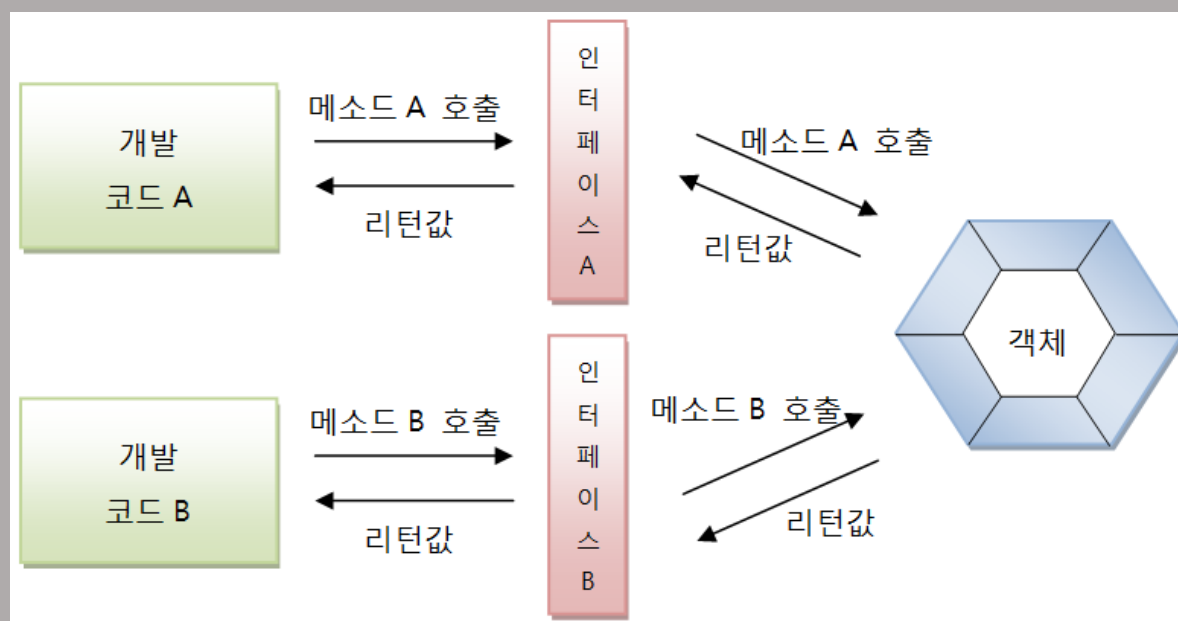 개발
코드 A
메소드 A 호출
리턴값
인
터
페
이
스
A
메소드 A 호출
리턴값
객체
개발
코드 B
메소드 B 호출
리턴값
인
터
페
이
스
B
메소드 B 호출
리턴값